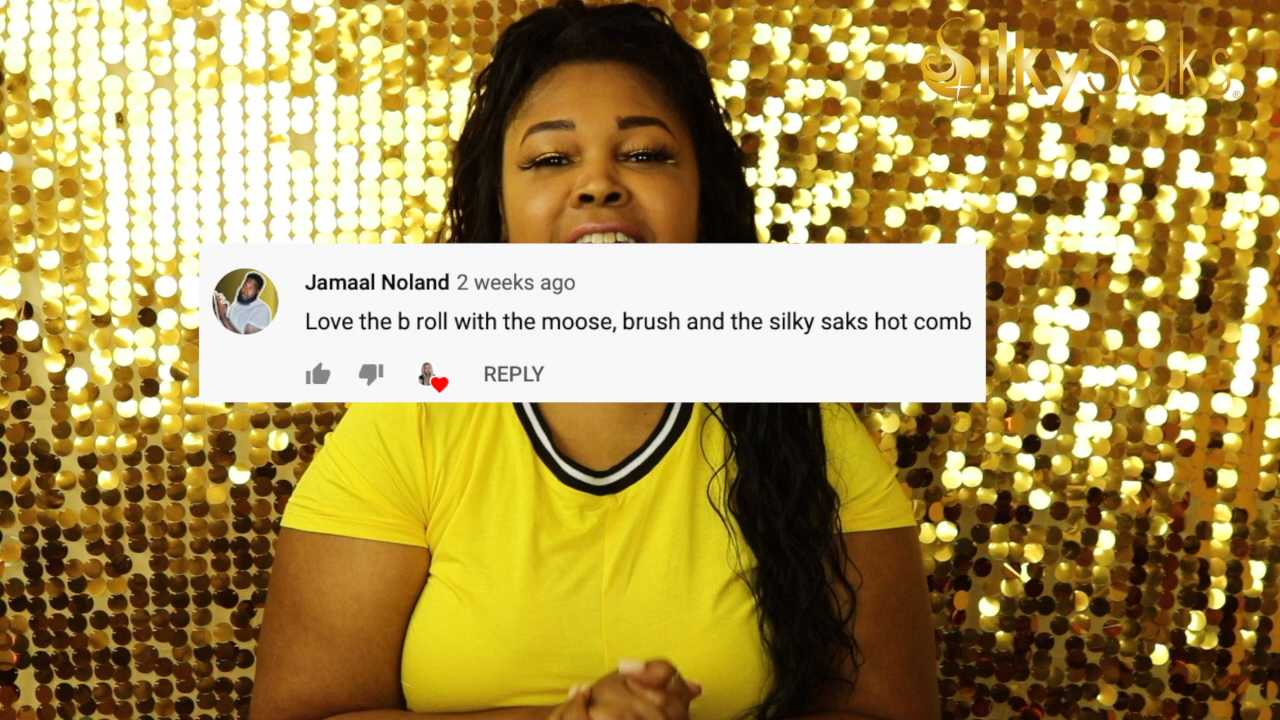 SilkySaks®
Jamaal Noland 2 weeks ago
Love the b roll with the moose, brush and the silky saks hot comb
REPLY